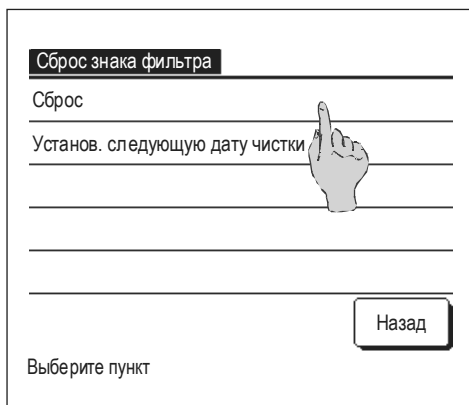 Сброс знака фильтра
Сброс
Установ. следующую дату чистки
Назад
Выберите пункт